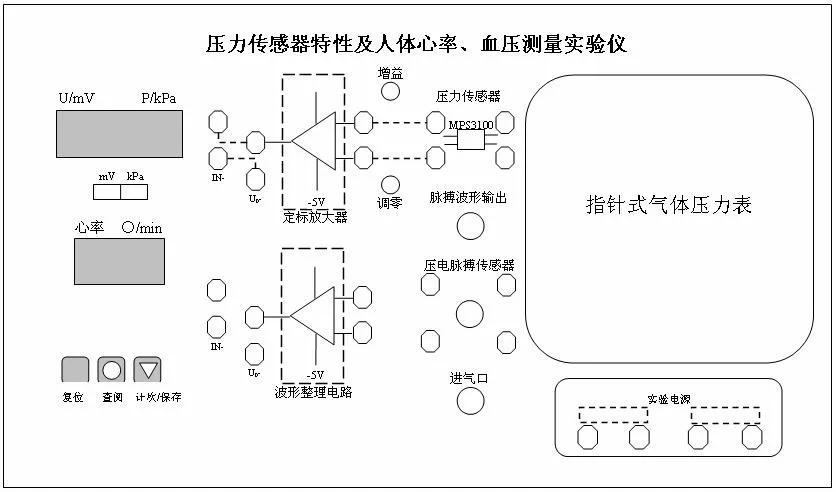 压力传感器特性及人体心率、血压测量实验仪
U/mV P/kPa
mV kPa
心率 〇/min
复位 查阅 计次/保存
IN-
U₀-
-5V
定标放大器
增益
调零
压力传感器
MPS3100
脉搏波形输出
压电脉搏传感器
进气口
IN-
U₀-
-5V
波形整理电路
指针式气体压力表
实验电源